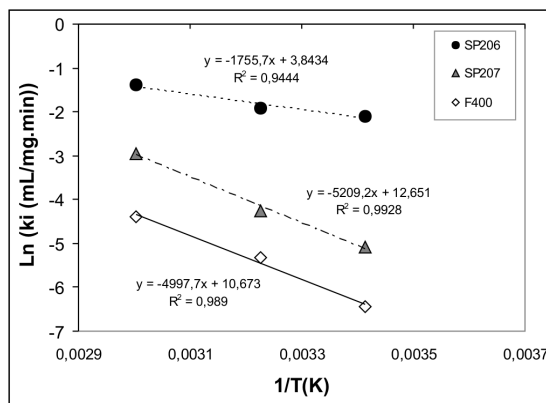 0
-1
-2
-3
-4
-5
-6
-7
Ln (ki (mL/mg.min))
y = -1755,7x + 3,8434
R² = 0,9444
SP206
SP207
F400
y = -5209,2x + 12,651
R² = 0,9928
y = -4997,7x + 10,673
R² = 0,989
0,0029 0,0031 0,0033 0,0035 0,0037
1/T(K)